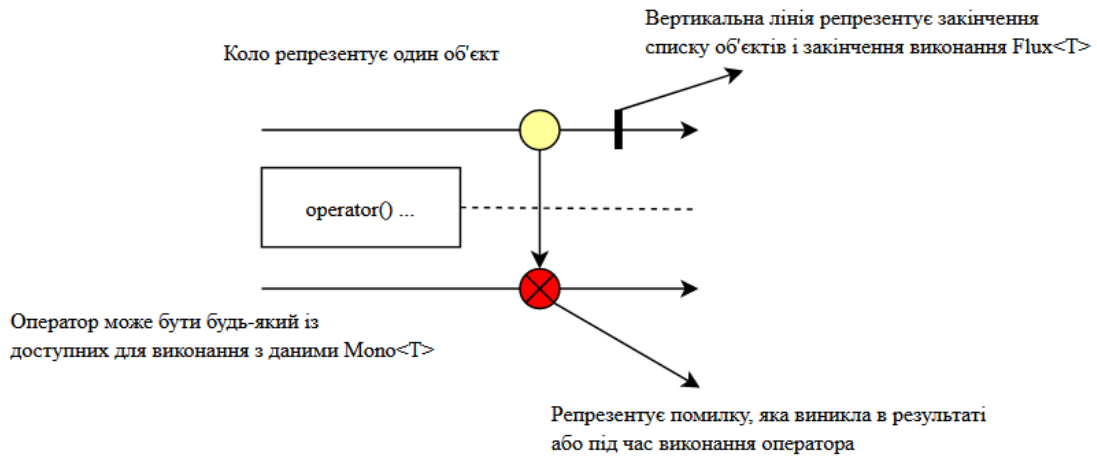 Вертикальна лінія репрезентує закінчення
списку об'єктів і закінчення виконання Flux<T>
Коло репрезентує один об'єкт
operator() ...
Оператор може бути будь-який із
доступних для виконання з даними Mono<T>
Репрезентує помилку, яка виникла в результаті
або під час виконання оператора